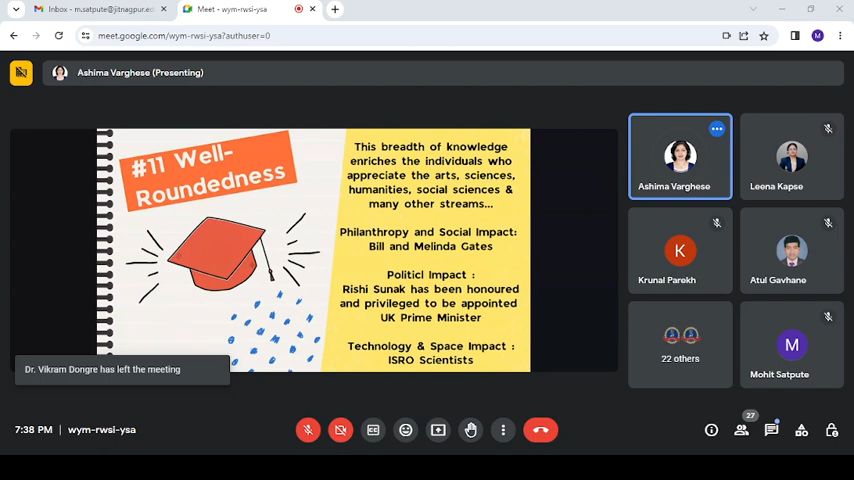 Inbox - m.satpute@jitnagpur.ed
Meet - wym-rwsi-ysa
meet.google.com/wym-rwsi-ysa?authuser=0
M
Ashima Varghese (Presenting)
#11 Well-
Roundedness
This breadth of knowledge
enriches the individuals who
appreciate the arts, sciences,
humanities, social sciences &
many other streams...
Philanthropy and Social Impact:
Bill and Melinda Gates
Politicl Impact :
Rishi Sunak has been honoured
and privileged to be appointed
UK Prime Minister
Technology & Space Impact :
ISRO Scientists
Ashima Varghese
Leena Kapse
K
Krunal Parekh
Atul Gavhane
22 others
M
Mohit Satpute
Dr. Vikram Dongre has left the meeting
7:38 PM
wym-rwsi-ysa
27